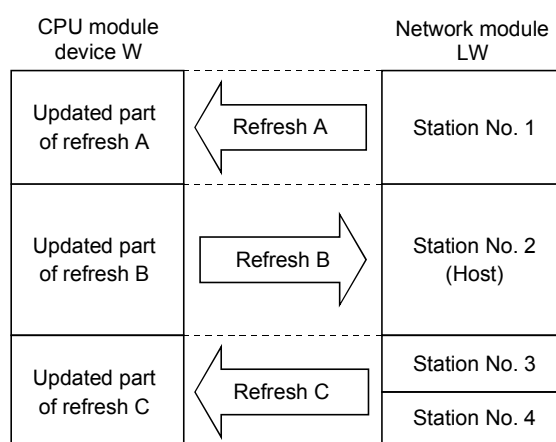 CPU module
device W
Network module
LW
Updated part
of refresh A
Refresh A
Station No. 1
Updated part
of refresh B
Refresh B
Station No. 2
(Host)
Updated part
of refresh C
Refresh C
Station No. 3
Station No. 4